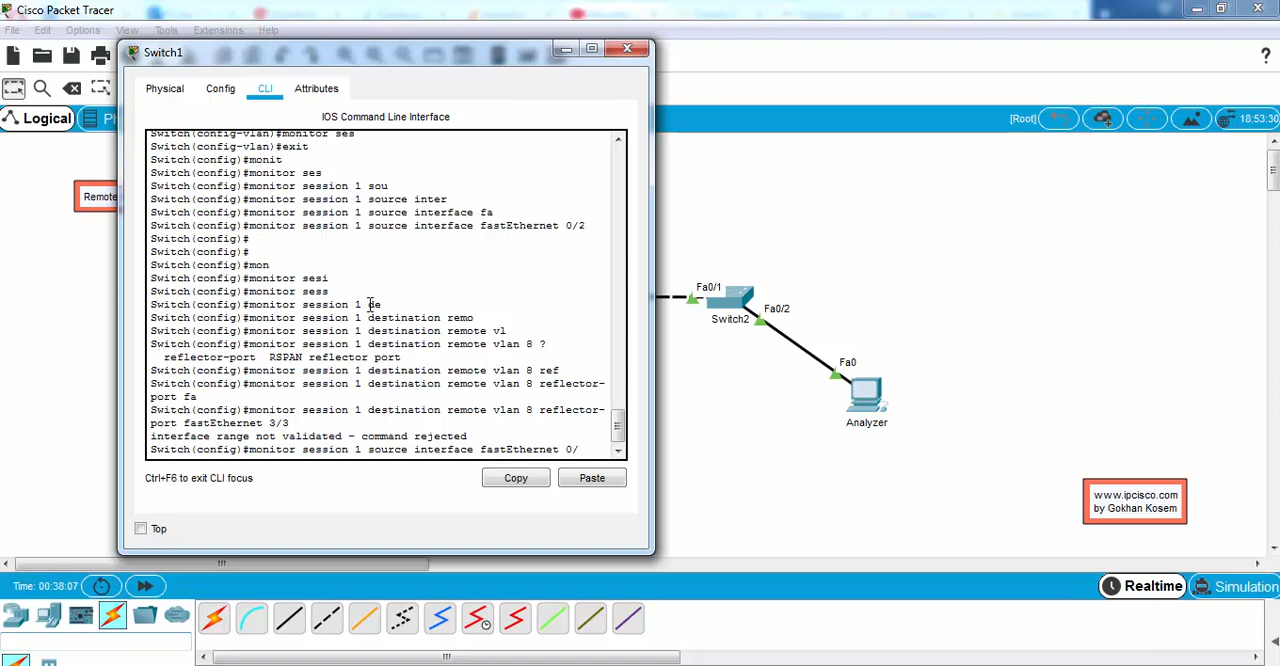 Cisco Packet Tracer
File Edit Options View Tools Extensions Help
?
Logical
Ph
[Root]
18:53:30
Remote
Switch1
Physical Config CLI Attributes
IOS Command Line Interface
Switch(config-vlan)#monitor ses
Switch(config-vlan)#exit
Switch(config)#monit
Switch(config)#monitor ses
Switch(config)#monitor session 1 sou
Switch(config)#monitor session 1 source inter
Switch(config)#monitor session 1 source interface fa
Switch(config)#monitor session 1 source interface fastEthernet 0/2
Switch(config)#
Switch(config)#
Switch(config)#mon
Switch(config)#monitor sesi
Switch(config)#monitor sess
Switch(config)#monitor session 1 de
Switch(config)#monitor session 1 destination remo
Switch(config)#monitor session 1 destination remote vl
Switch(config)#monitor session 1 destination remote vlan 8 ?
reflector-port RSPAN reflector port
Switch(config)#monitor session 1 destination remote vlan 8 ref
Switch(config)#monitor session 1 destination remote vlan 8 reflector-
port fa
Switch(config)#monitor session 1 destination remote vlan 8 reflector-
port fastEthernet 3/3
interface range not validated - command rejected
Switch(config)#monitor session 1 source interface fastEthernet 0/
Ctrl+F6 to exit CLI focus
Copy
Paste
Top
Fa0/1
Switch2
Fa0/2
Fa0
Analyzer
www.ipcisco.com
by Gokhan Kosem
Time: 00:38:07
Realtime
Simulation